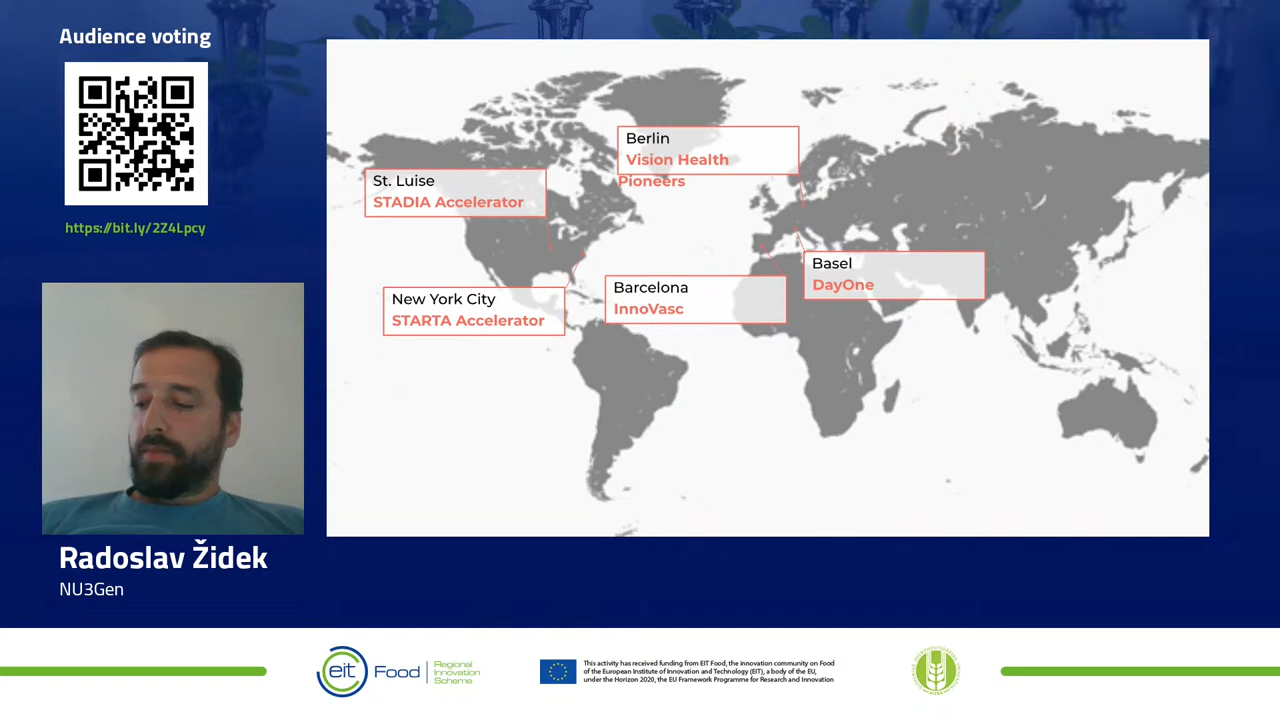 Audience voting
https://bit.ly/2Z4Lpcy
Berlin
Vision Health
Pioneers
St. Luise
STADIA Accelerator
Basel
DayOne
Barcelona
InnoVasc
New York City
STARTA Accelerator
Radoslav Židek
NU3Gen
eit Food
Regional
Innovation
Scheme
This activity has received funding from EIT Food, the innovation community on Food
of the European Institute of Innovation and Technology (EIT), a body of the EU,
under the Horizon 2020, the EU Framework Programme for Research and Innovation